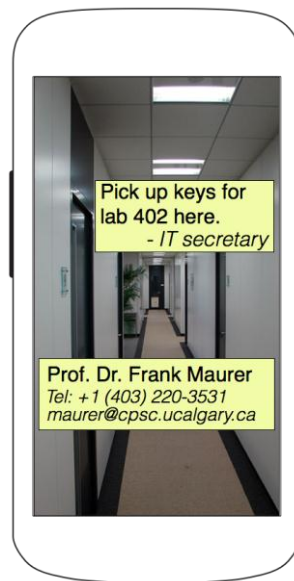 Pick up keys for
lab 402 here.
- IT secretary
Prof. Dr. Frank Maurer
Tel: +1 (403) 220-3531
maurer@cpsc.ucalgary.ca